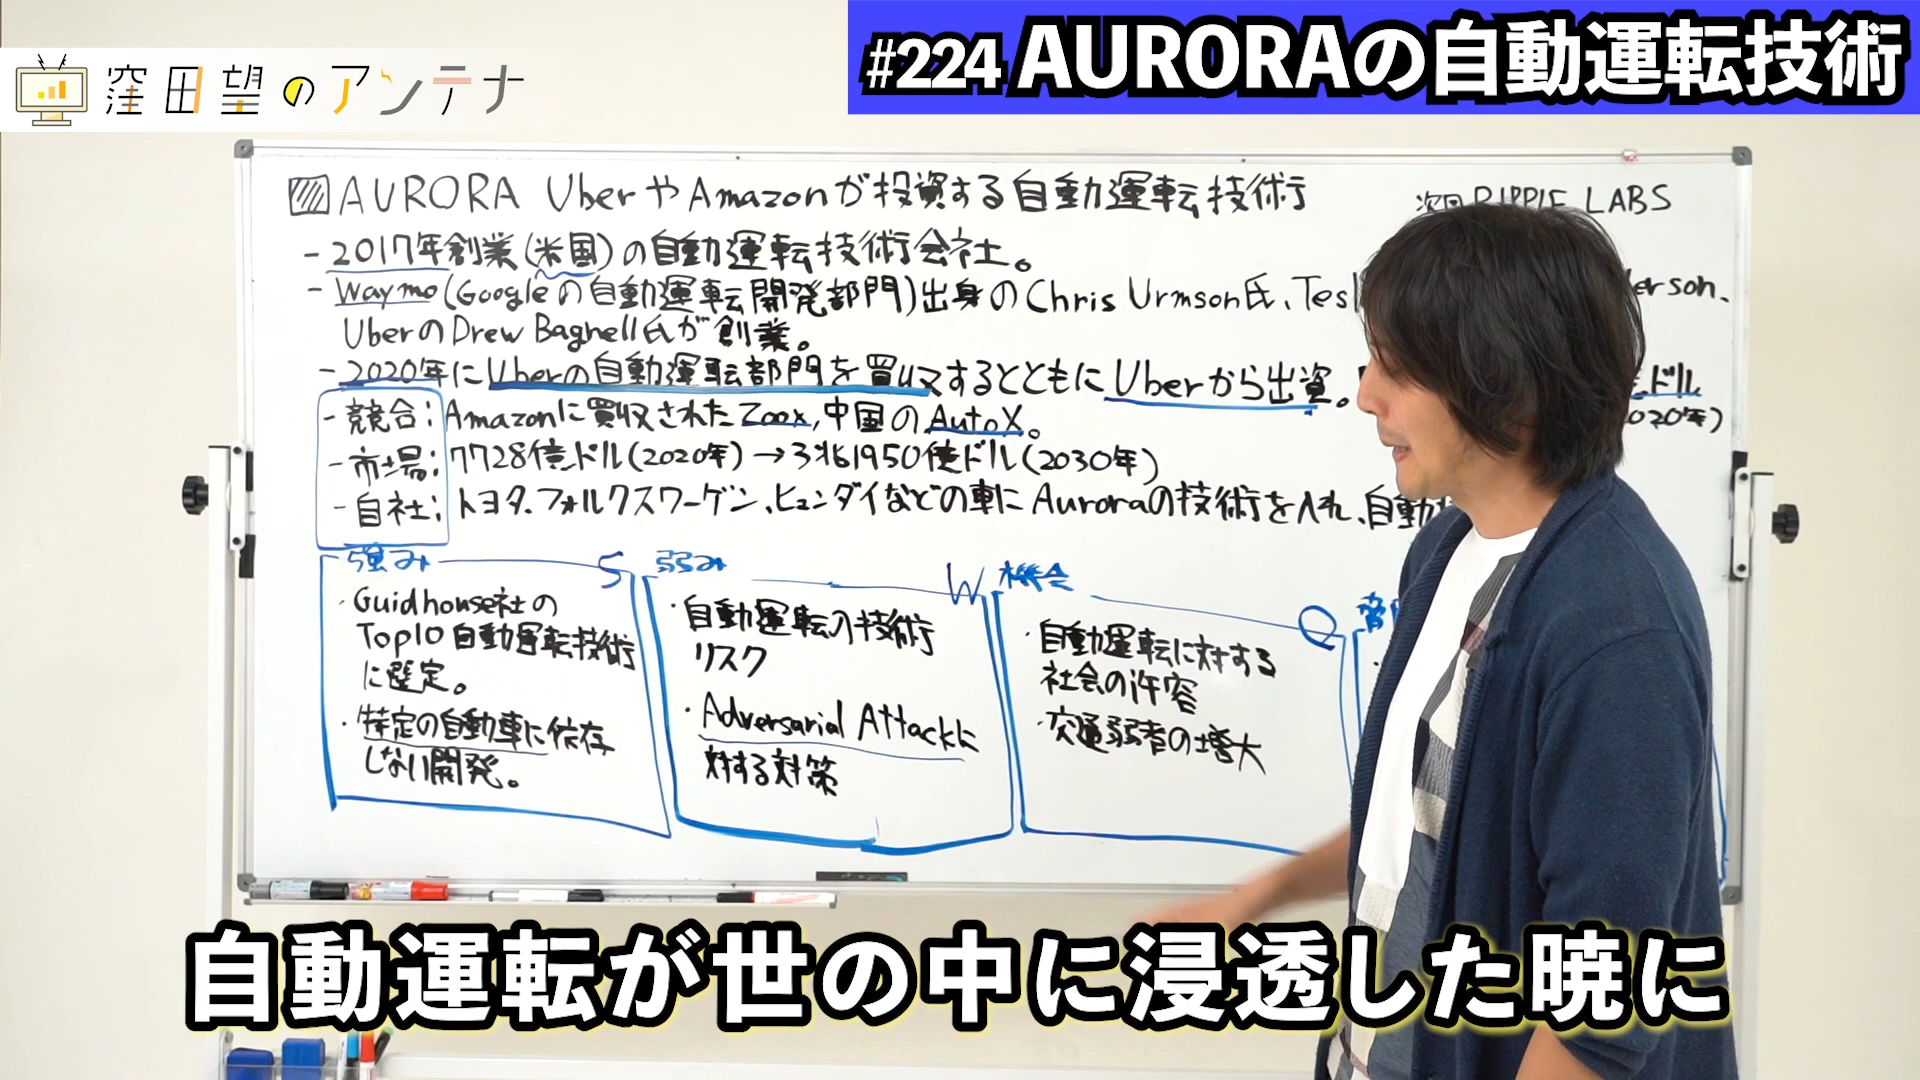 窪田望のアンテナ
#224 AURORAの自動運転技術
AURORA UberやAmazonが投資する自動運転技術
次回 RIPPLE LABS
- 2017年創業(米国)の自動運転技術会社。
- Waymo(Googleの自動運転開発部門)出身のChris Urmson氏、Tesl erson、
UberのDrew Bagnell氏が創業。
- 2020年にUberの自動運転部門を買収するとともにUberから出資。 ドル
2020年)
- 競合: Amazonに買収されたZoox, 中国のAutoX。
- 市場: 7728億ドル(2020年)→3兆1950億ドル(2030年)
- 自社: トヨタ、フォルクスワーゲン、ヒュンダイなどの車にAuroraの技術を入れ、自動
強み S
・Guidhouse社の
Top10自動運転技術
に選定。
・特定の自動車に依存
しない開発。
弱み W
・自動運転の技術
リスク
・Adversarial Attackに
対する対策
機会 O
・自動運転に対する
社会の許容
・交通弱者の増大
自動運転が世の中に浸透した暁に